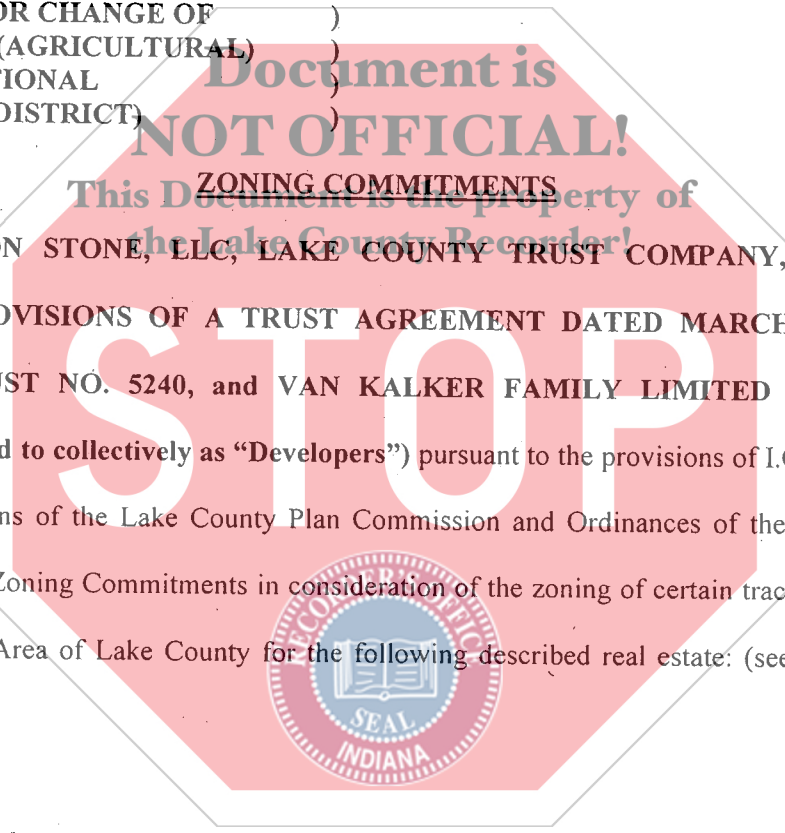 OR CHANGE OF )
(AGRICULTURAL) )
TIONAL )
DISTRICT) )
Document is
NOT OFFICIAL!
ZONING COMMITMENTS
This Document is the property of
the Lake County Recorder!
ON STONE, LLC, LAKE COUNTY TRUST COMPANY,
OVISIONS OF A TRUST AGREEMENT DATED MARCH
UST NO. 5240, and VAN KALKER FAMILY LIMITED
d to collectively as “Developers”) pursuant to the provisions of I.C
ns of the Lake County Plan Commission and Ordinances of the
Zoning Commitments in consideration of the zoning of certain trac
Area of Lake County for the following described real estate: (see
STOP
RECORDER'S OFFICE
SEAL
INDIANA